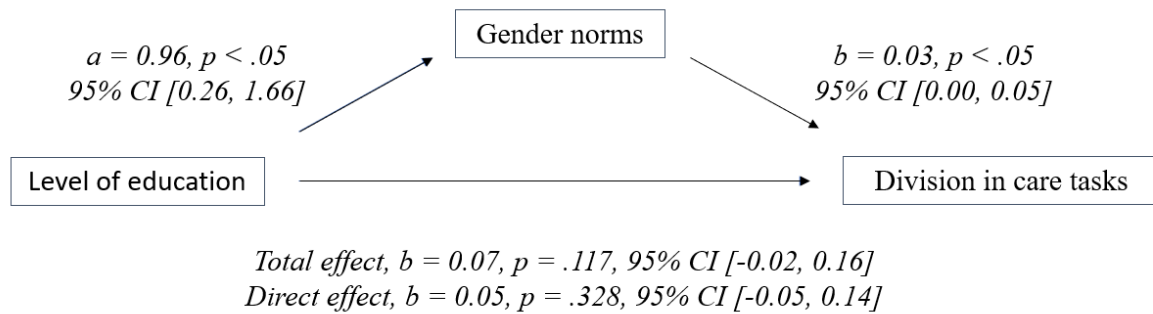 Gender norms
a = 0.96, p < .05
95% CI [0.26, 1.66]
b = 0.03, p < .05
95% CI [0.00, 0.05]
Level of education
Division in care tasks
Total effect, b = 0.07, p = .117, 95% CI [-0.02, 0.16]
Direct effect, b = 0.05, p = .328, 95% CI [-0.05, 0.14]